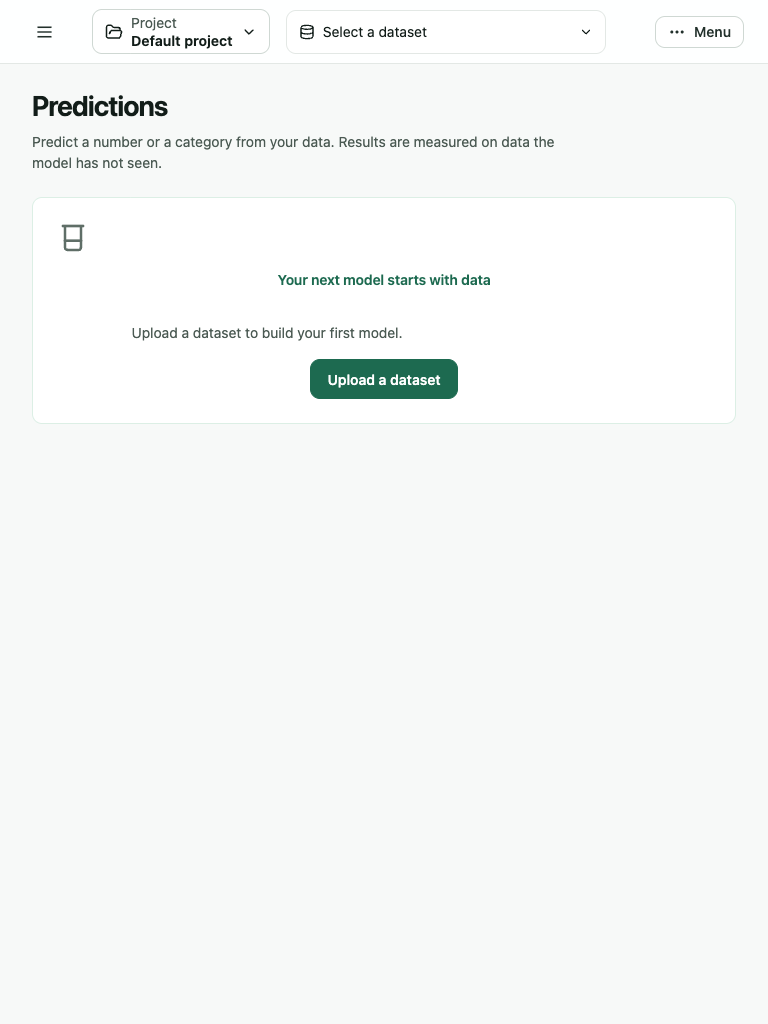 Project
Default project
Select a dataset
Menu
Predictions
Predict a number or a category from your data. Results are measured on data the
model has not seen.
Your next model starts with data
Upload a dataset to build your first model.
Upload a dataset